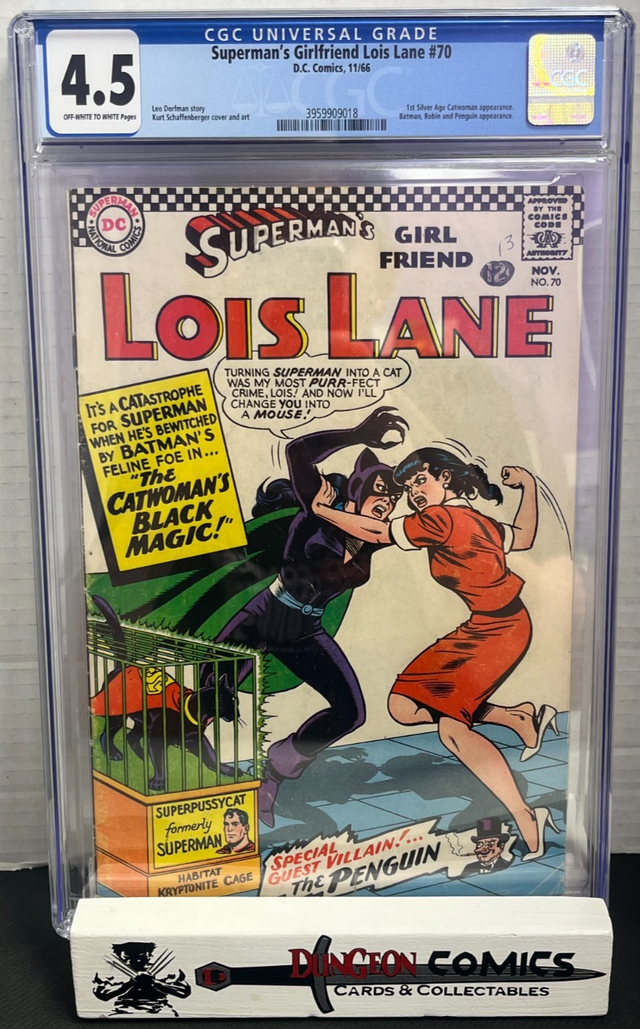 CGC UNIVERSAL GRADE
4.5
OFF-WHITE TO WHITE Pages
Superman's Girlfriend Lois Lane #70
D.C. Comics, 11/66
Leo Dorfman story
Kurt Schaffenberger cover and art
3959909018
1st Silver Age Catwoman appearance.
Batman, Robin and Penguin appearance.
CGC
CGC
SUPERMAN
DC
NATIONAL COMICS
SUPERMAN'S
GIRL
FRIEND
13
12¢
APPROVED
BY THE
COMICS
CODE
CA
AUTHORITY
NOV.
NO. 70
LOIS LANE
TURNING SUPERMAN INTO A CAT
WAS MY MOST PURR-FECT
CRIME, LOIS! AND NOW I'LL
CHANGE YOU INTO
A MOUSE!
IT'S A CATASTROPHE
FOR SUPERMAN
WHEN HE'S BEWITCHED
BY BATMAN'S
FELINE FOE IN...
"THE
CATWOMAN'S
BLACK
MAGIC!"
SUPERPUSSYCAT
formerly
SUPERMAN
HABITAT
KRYPTONITE CAGE
SPECIAL
GUEST VILLAIN!...
THE PENGUIN
DUNGEON COMICS
CARDS & COLLECTABLES